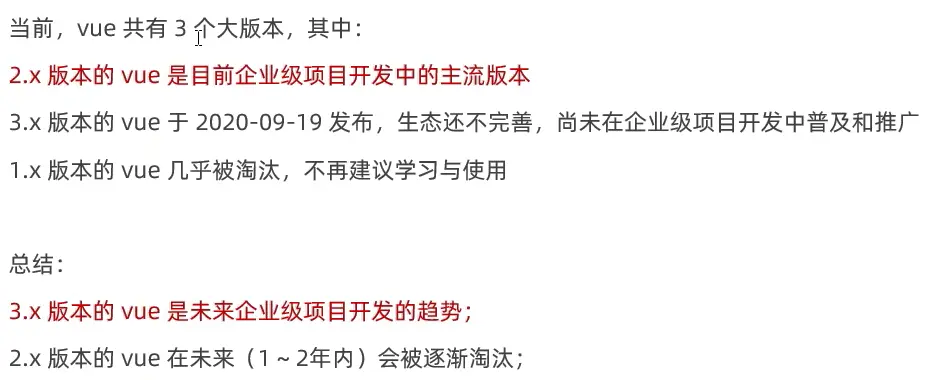 当前，vue 共有 3 个大版本，其中：
2.x 版本的 vue 是目前企业级项目开发中的主流版本
3.x 版本的 vue 于 2020-09-19 发布，生态还不完善，尚未在企业级项目开发中普及和推广
1.x 版本的 vue 几乎被淘汰，不再建议学习与使用
总结：
3.x 版本的 vue 是未来企业级项目开发的趋势；
2.x 版本的 vue 在未来（1 ~ 2年内）会被逐渐淘汰；